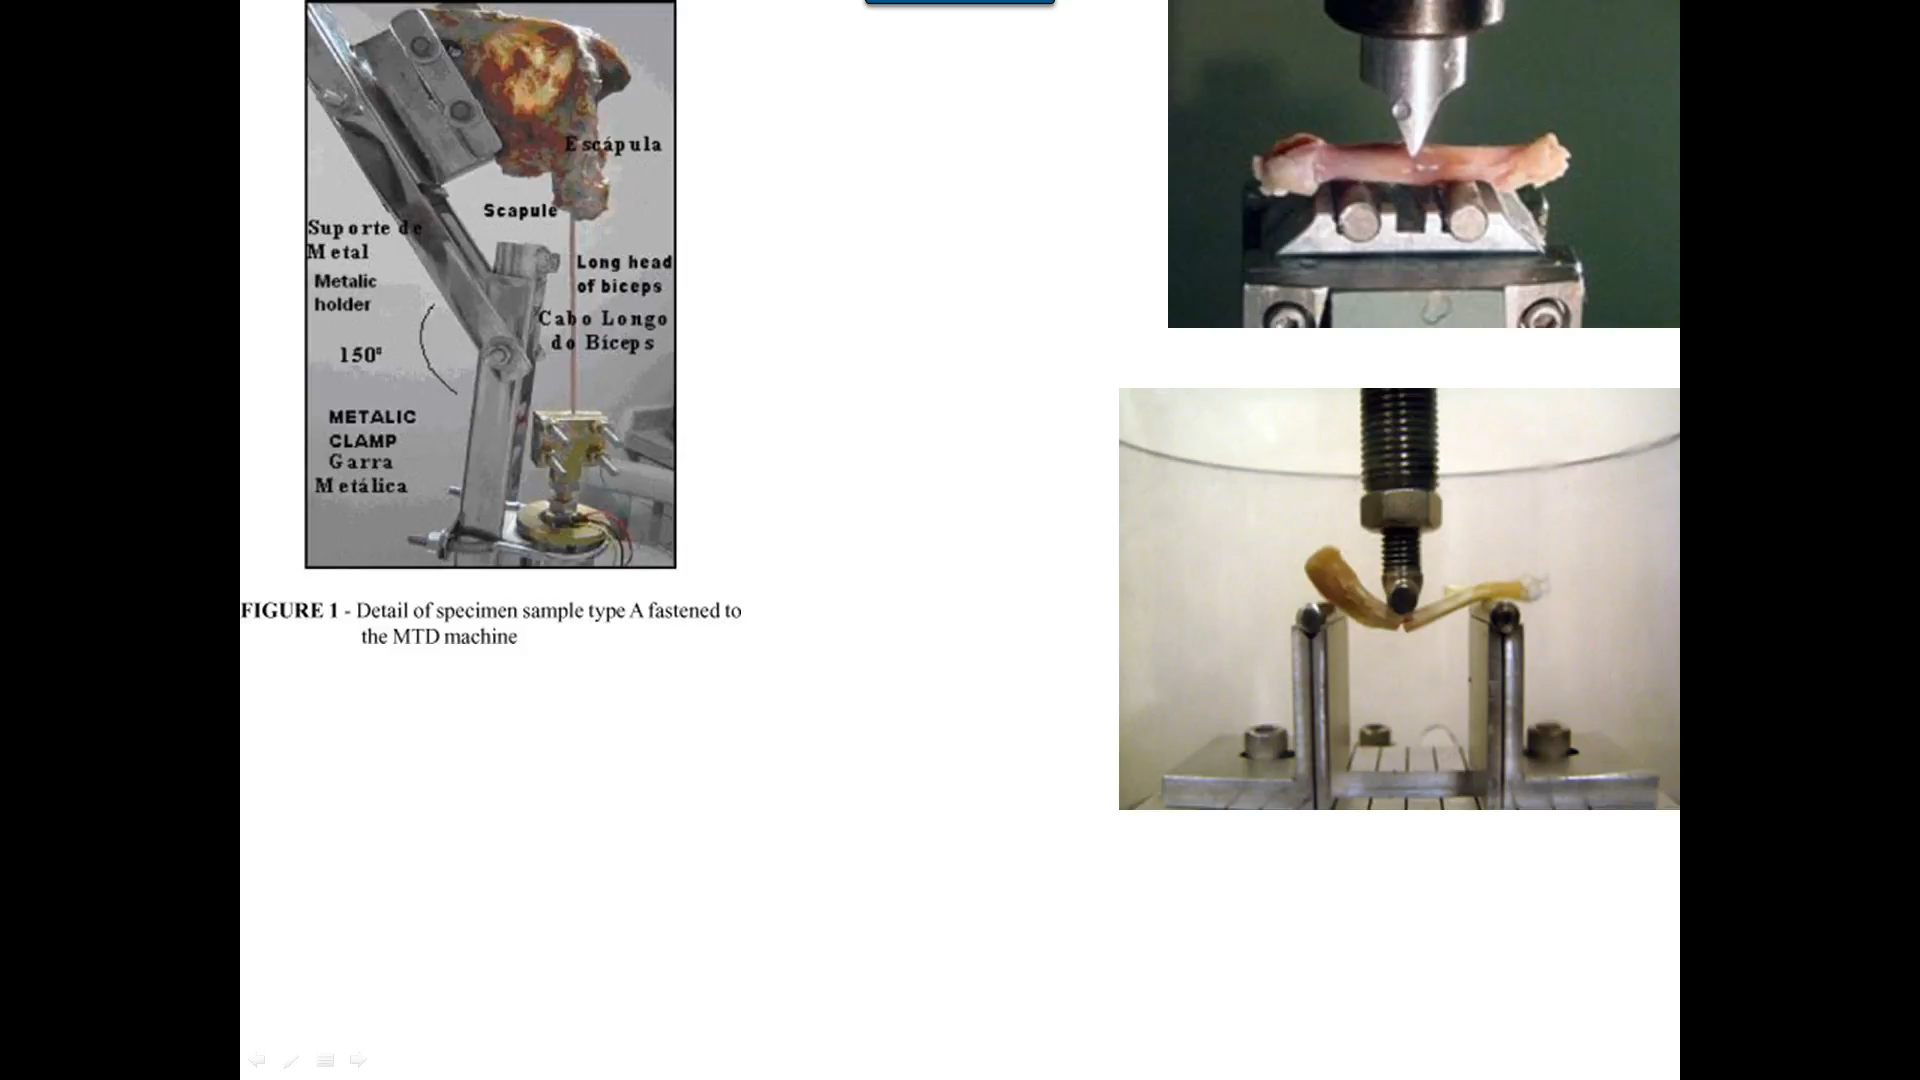 Escápula
Scapule
Suporte de
Metal
Metalic
holder
Long head
of biceps
Cabo Longo
do Bíceps
150º
METALIC
CLAMP
Garra
Metálica
FIGURE 1 - Detail of specimen sample type A fastened to
the MTD machine